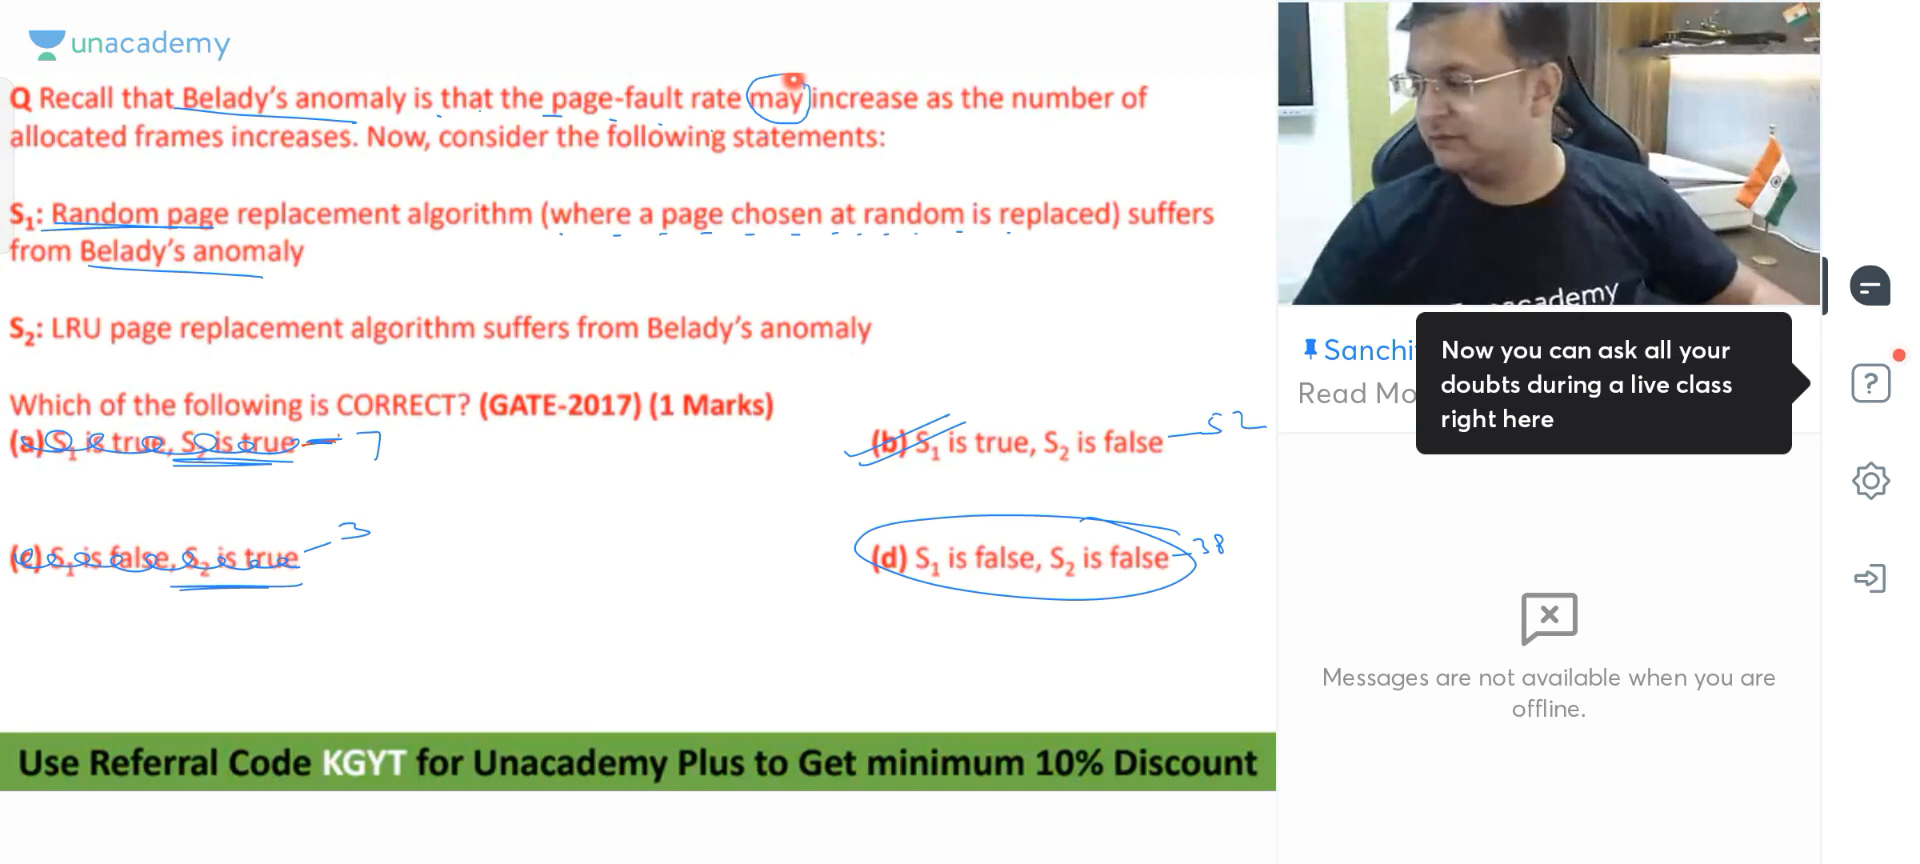 unacademy
Q Recall that Belady's anomaly is that the page-fault rate may increase as the number of
allocated frames increases. Now, consider the following statements:
S1: Random page replacement algorithm (where a page chosen at random is replaced) suffers
from Belady's anomaly
S2: LRU page replacement algorithm suffers from Belady's anomaly
Which of the following is CORRECT? (GATE-2017) (1 Marks)
(a) S1 is true, S2 is true 7
(b) S1 is true, S2 is false 52
(c) S1 is false, S2 is true 3
(d) S1 is false, S2 is false 38
Use Referral Code KGYT for Unacademy Plus to Get minimum 10% Discount
academy
Sanchi
Read Mo
Now you can ask all your
doubts during a live class
right here
?
Messages are not available when you are
offline.